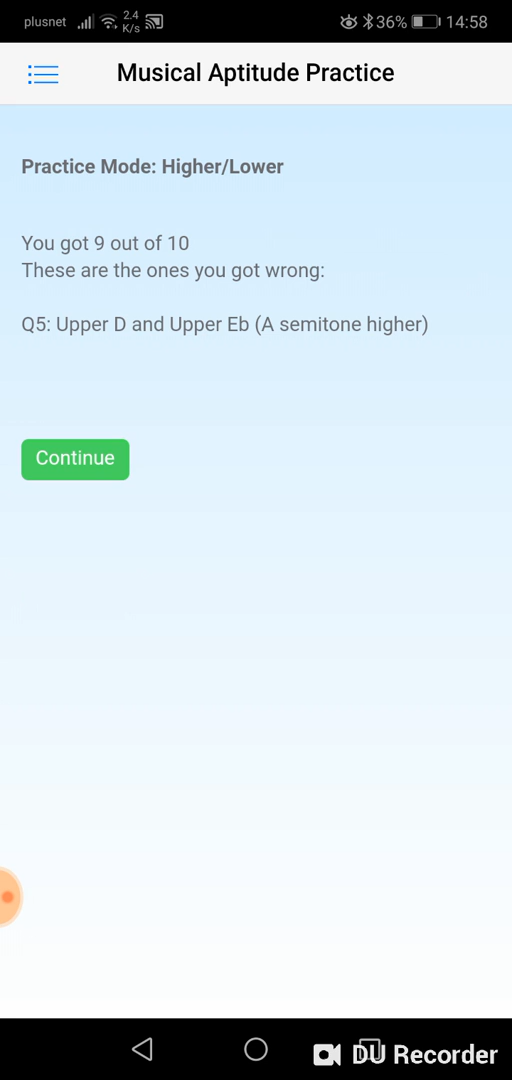 plusnet 2.4 K/s 36% 14:58
Musical Aptitude Practice
Practice Mode: Higher/Lower
You got 9 out of 10
These are the ones you got wrong:
Q5: Upper D and Upper Eb (A semitone higher)
Continue
DU Recorder